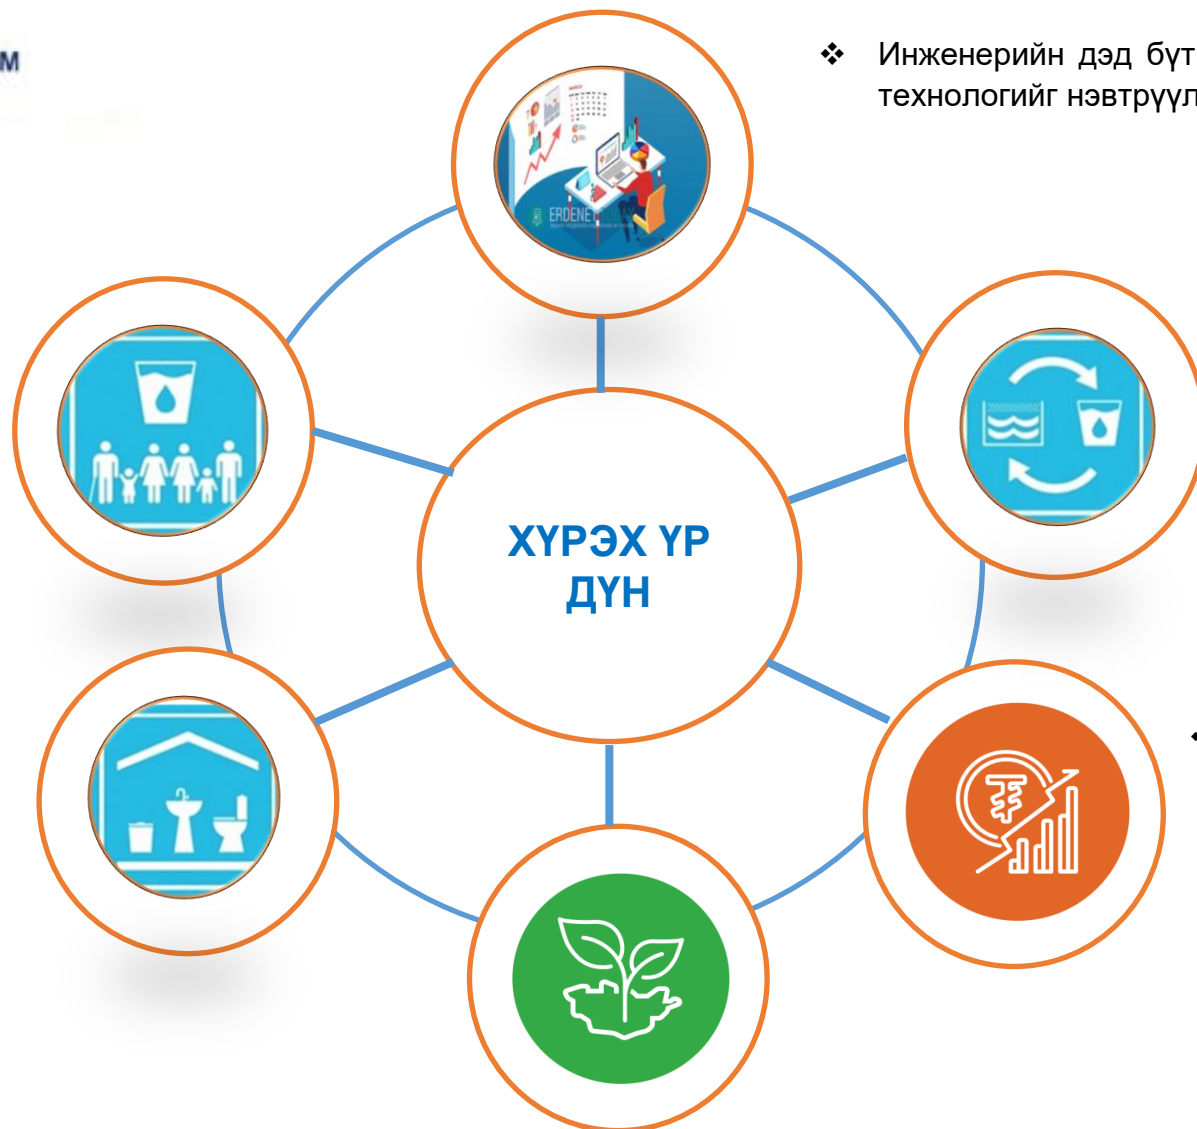 М
❖ Инженерийн дэд бүт
технологийг нэвтрүүл
ERDENET
ХҮРЭХ ҮР
ДҮН